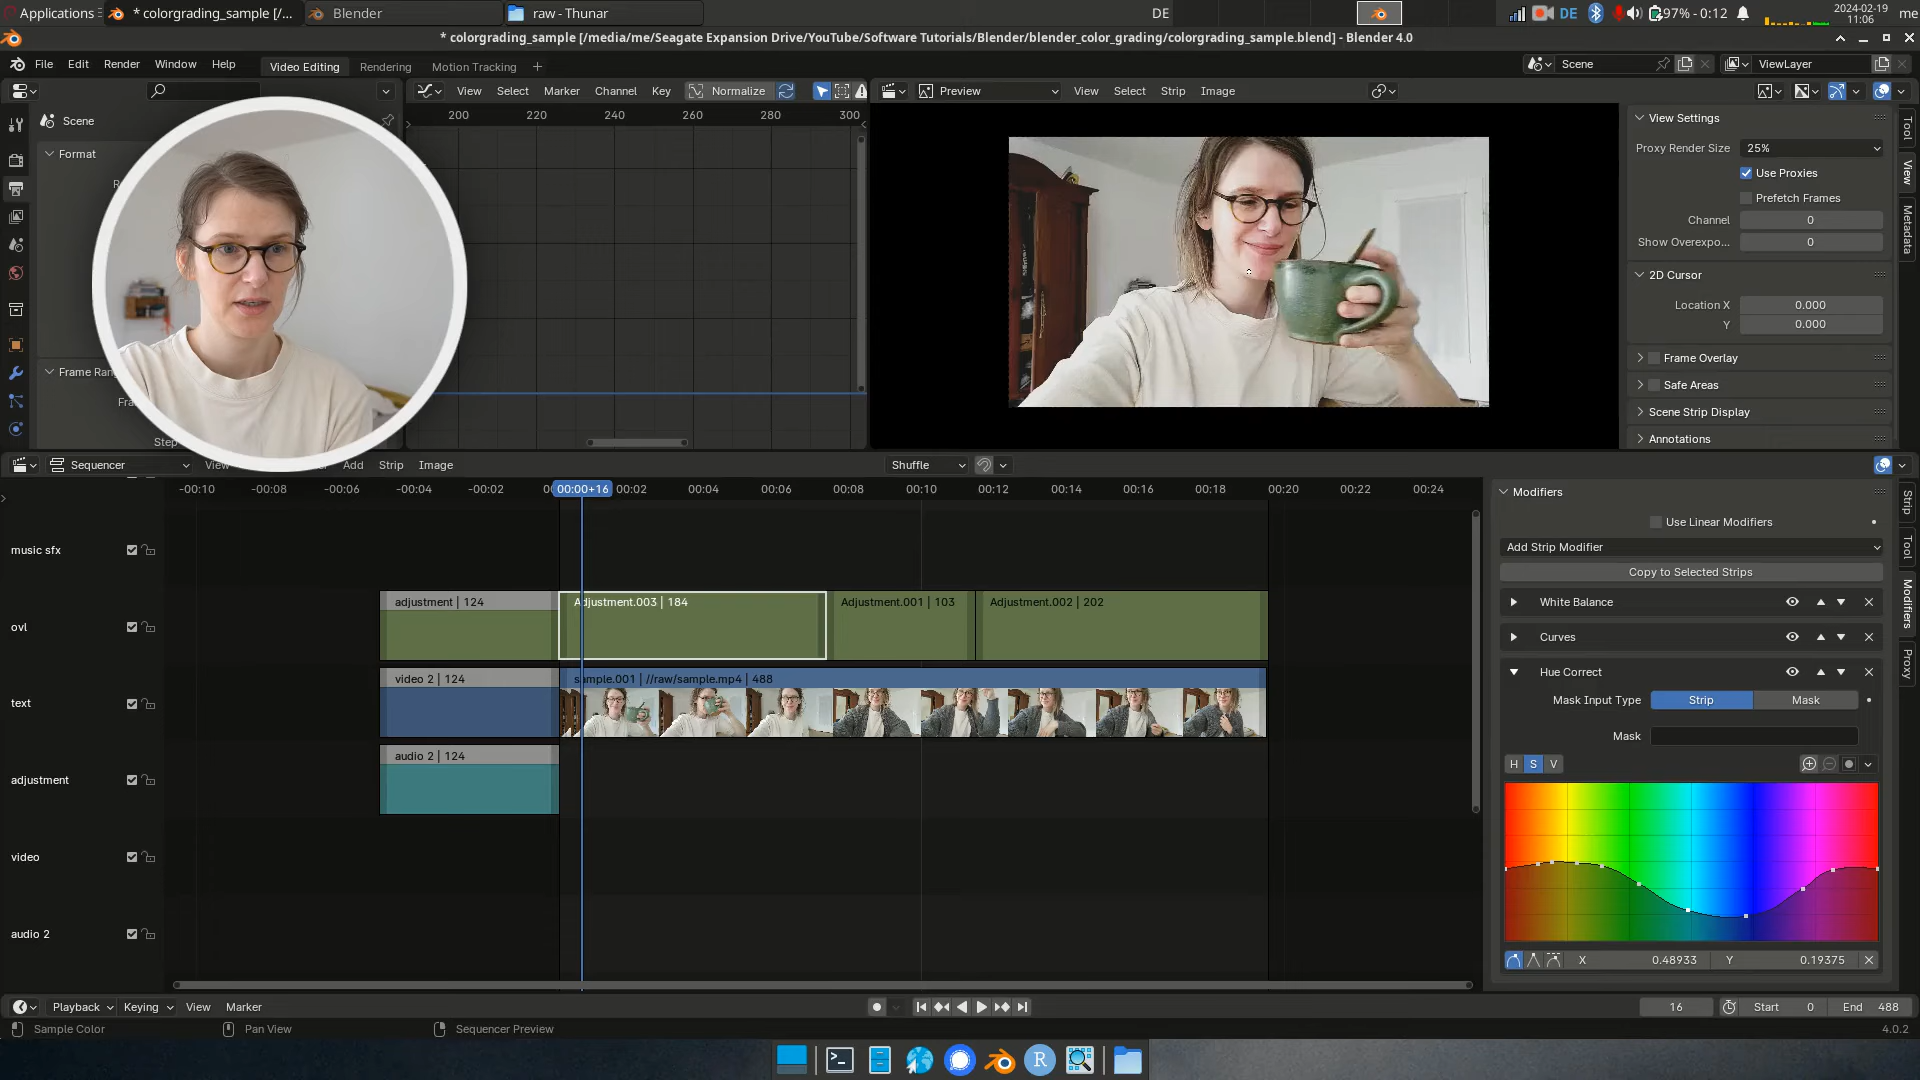 Applications
* colorgrading_sample [/...
Blender
raw - Thunar
DE
DE
97% - 0:12
2024-02-19
11:06
me
* colorgrading_sample [/media/me/Seagate Expansion Drive/YouTube/Software Tutorials/Blender/blender_color_grading/colorgrading_sample.blend] - Blender 4.0
File Edit Render Window Help
Video Editing Rendering Motion Tracking +
Scene
ViewLayer
View Select Marker Channel Key Normalize
Preview
View Select Strip Image
Scene
200 220 240 260 280 300
Format
Frame Ran
Fra
Step
View Settings
Proxy Render Size 25%
Use Proxies
Prefetch Frames
Channel 0
Show Overexpo... 0
2D Cursor
Location X 0.000
Y 0.000
Frame Overlay
Safe Areas
Scene Strip Display
Annotations
Tool
View
Metadata
Sequencer
Add Strip Image
Shuffle
-00:10 -00:08 -00:06 -00:04 -00:02 00:00+16 00:02 00:04 00:06 00:08 00:10 00:12 00:14 00:16 00:18 00:20 00:22 00:24
music sfx
ovl
text
adjustment
video
audio 2
adjustment | 124
Adjustment.003 | 184
Adjustment.001 | 103
Adjustment.002 | 202
video 2 | 124
sample.001 | //raw/sample.mp4 | 488
audio 2 | 124
Modifiers
Use Linear Modifiers
Add Strip Modifier
Copy to Selected Strips
White Balance
Curves
Hue Correct
Mask Input Type Strip Mask
Mask
H S V
X 0.48933 Y 0.19375
Strip
Tool
Modifiers
Proxy
Playback Keying View Marker
16
Start 0
End 488
Sample Color
Pan View
Sequencer Preview
4.0.2
R